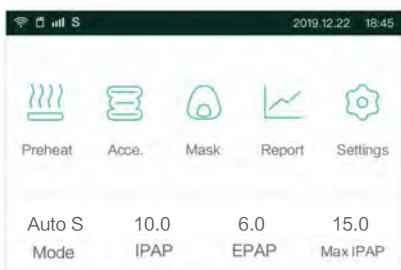 S 2019.12.22 18:45
Preheat Acce. Mask Report Settings
Auto S 10.0 6.0 15.0
Mode IPAP EPAP Max IPAP